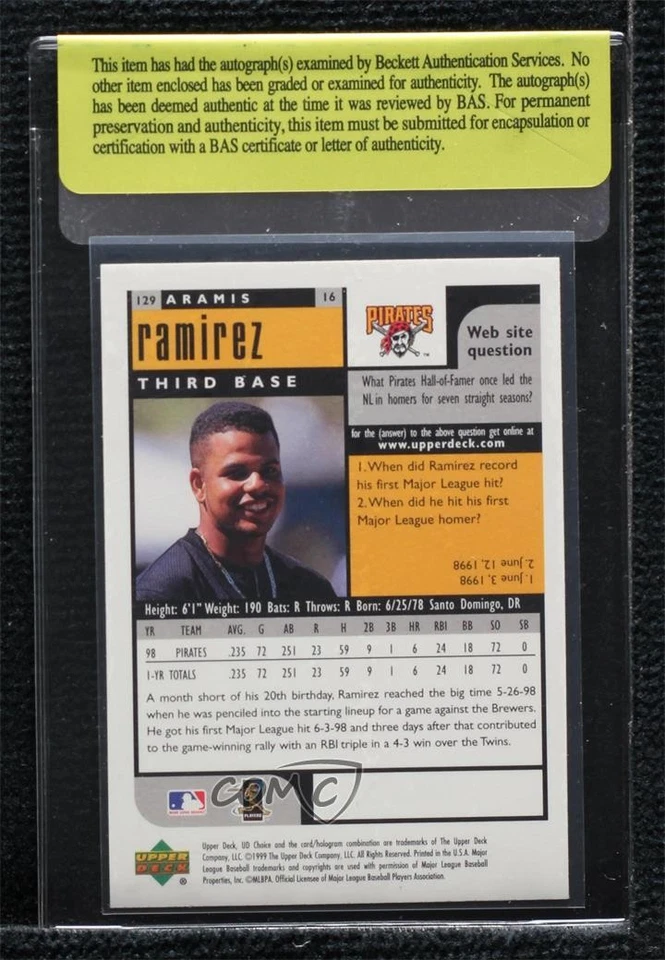 This item has had the autograph(s) examined by Beckett Authentication Services. No
other item enclosed has been graded or examined for authenticity. The autograph(s)
has been deemed authentic at the time it was reviewed by BAS. For permanent
preservation and authenticity, this item must be submitted for encapsulation or
certification with a BAS certificate or letter of authenticity.
129 ARAMIS 16
ramirez
THIRD BASE
PIRATES
TM
Web site
question
What Pirates Hall-of-Famer once led the
NL in homers for seven straight seasons?
for the (answer) to the above question get online at
www.upperdeck.com
1. When did Ramirez record
his first Major League hit?
2. When did he hit his first
Major League homer?
1. June 3, 1998
2. June 12, 1998
Height: 6'1" Weight: 190 Bats: R Throws: R Born: 6/25/78 Santo Domingo, DR
YR TEAM AVG. G AB R H 2B 3B HR RBI BB SO SB
98 PIRATES .235 72 251 23 59 9 1 6 24 18 72 0
1-YR TOTALS .235 72 251 23 59 9 1 6 24 18 72 0
A month short of his 20th birthday, Ramirez reached the big time 5-26-98
when he was penciled into the starting lineup for a game against the Brewers.
He got his first Major League hit 6-3-98 and three days after that contributed
to the game-winning rally with an RBI triple in a 4-3 win over the Twins.
COMC
PLAYERS
UPPER
DECK
®
Upper Deck, UD Choice and the card/hologram combination are trademarks of The Upper Deck
Company, LLC. ©1999 The Upper Deck Company, LLC. All Rights Reserved. Printed in the U.S.A. Major
League Baseball trademarks and copyrights are used with permission of Major League Baseball
Properties, Inc. ©MLBPA. Official Licensee of Major League Baseball Players Association.